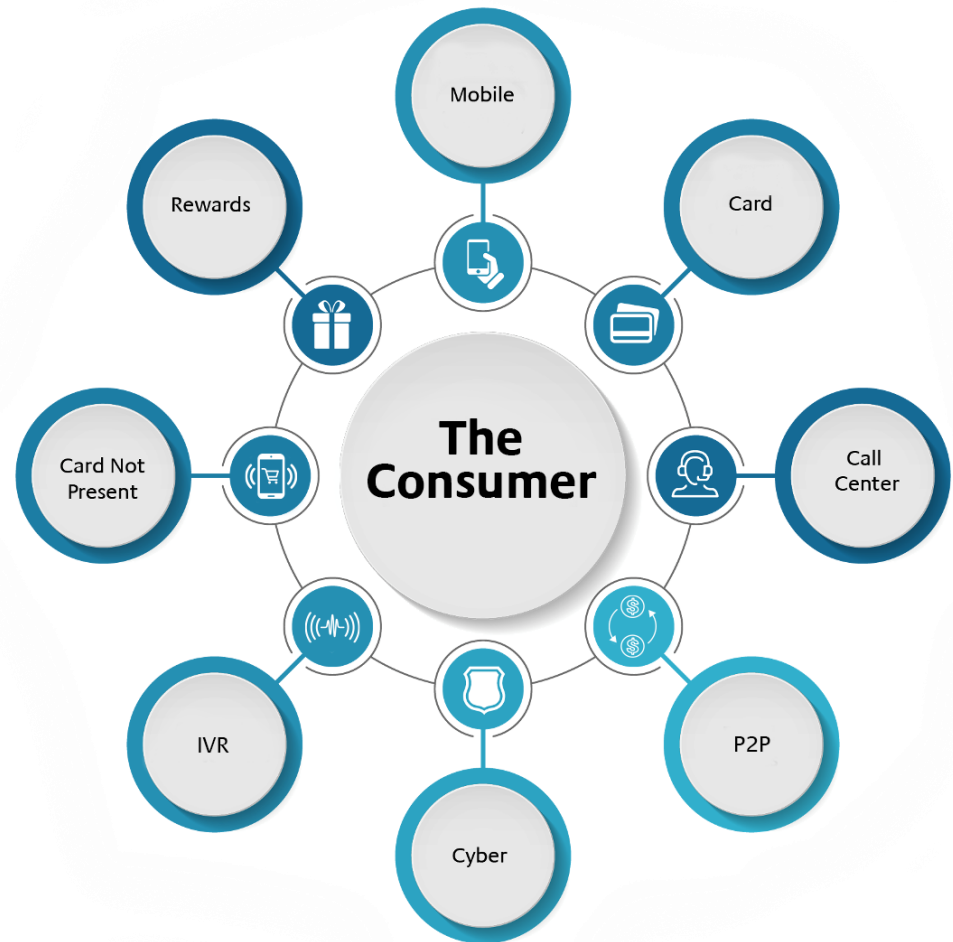 Mobile
Card
Call
Center
P2P
Cyber
IVR
Card Not
Present
Rewards
The
Consumer